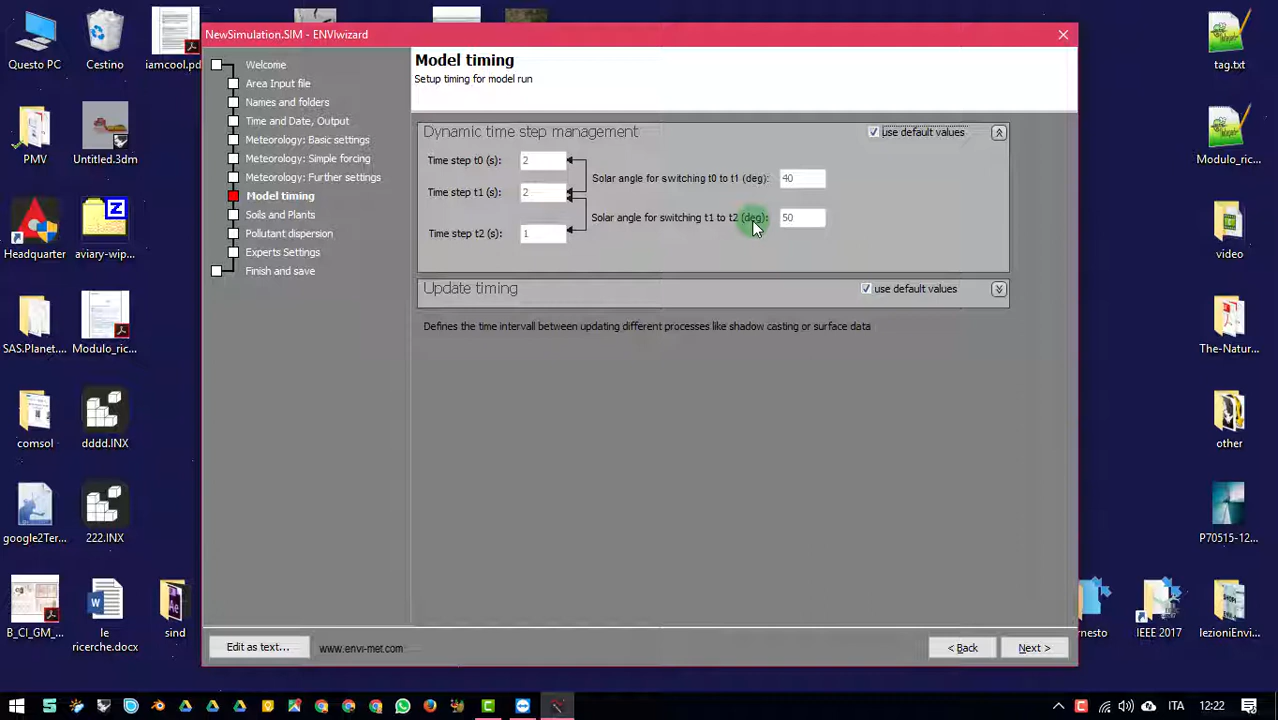 NewSimulation.SIM - ENVIwizard
Questo PC
Cestino
iamcool.pd
PMV
Untitled.3dm
Headquarter
aviary-wip...
SAS.Planet...
Modulo_ric...
comsol
dddd.INX
google2Ter...
222.INX
B_CI_GM_...
le
ricerche.docx
sind
Welcome
Area Input file
Names and folders
Time and Date, Output
Meteorology: Basic settings
Meteorology: Simple forcing
Meteorology: Further settings
Model timing
Soils and Plants
Pollutant dispersion
Experts Settings
Finish and save
Model timing
Setup timing for model run
Dynamic time step management
use default values
Time step t0 (s): 2
Solar angle for switching t0 to t1 (deg): 40
Time step t1 (s): 2
Solar angle for switching t1 to t2 (deg): 50
Time step t2 (s): 1
Update timing
use default values
Defines the time intervall between updating different processes like shadow casting or surface data
Edit as text...
www.envi-met.com
< Back
Next >
tag.txt
Modulo_ric...
video
The-Natur...
other
P70515-12...
rnesto
IEEE 2017
lezioniEnvi...
ITA
12:22